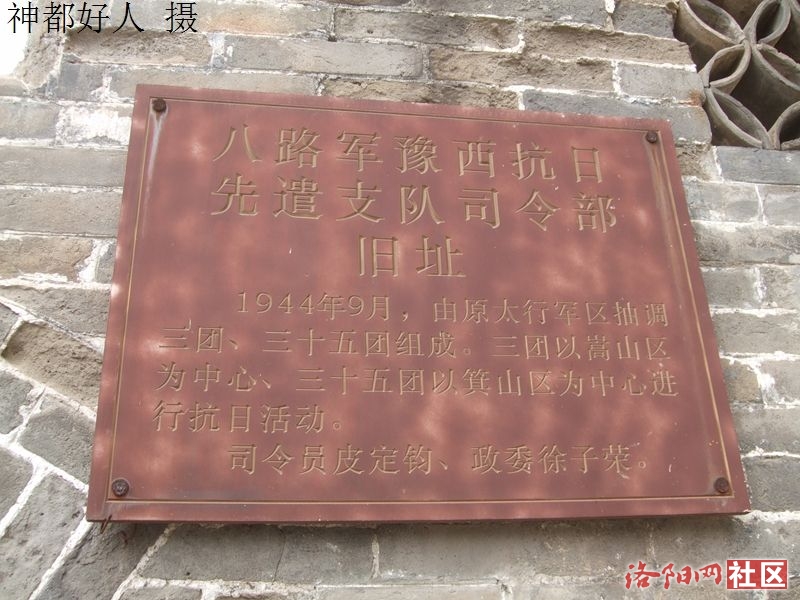 神都好人 摄
八路军豫西抗日
先遣支队司令部
旧址
1944年9月，由原太行军区抽调
三团、三十五团组成。三团以嵩山区
为中心、三十五团以箕山区为中心进
行抗日活动。
司令员皮定钧、政委徐子荣。
洛阳网社区